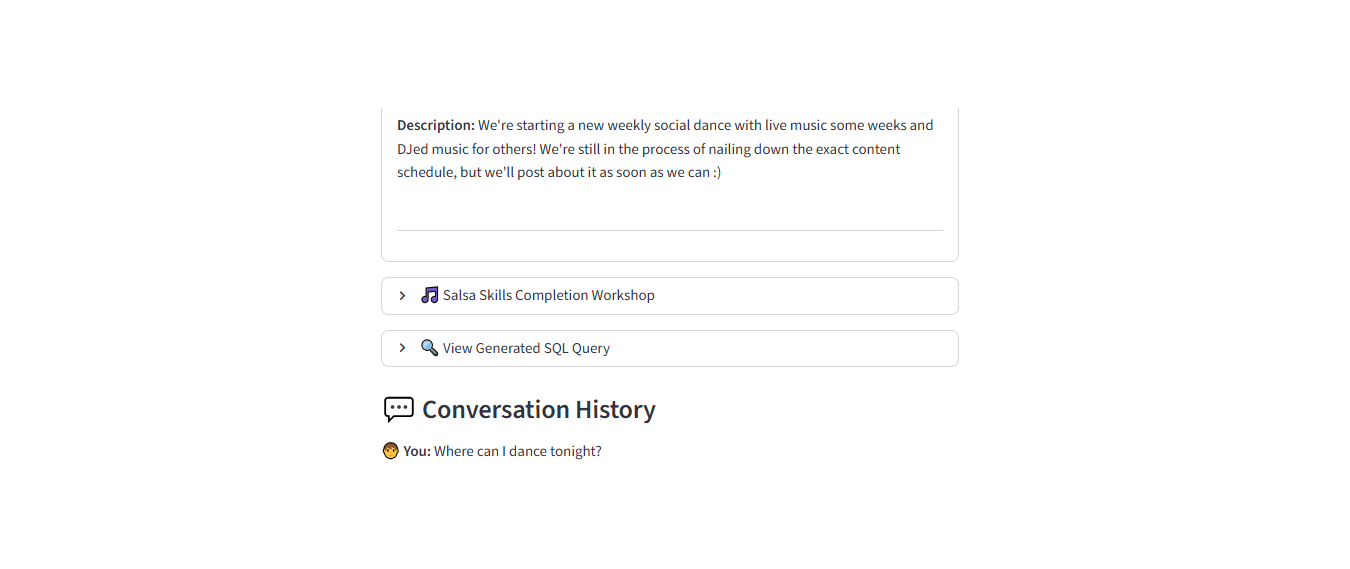 Description: We're starting a new weekly social dance with live music some weeks and
DJed music for others! We're still in the process of nailing down the exact content
schedule, but we'll post about it as soon as we can :)
Salsa Skills Completion Workshop
View Generated SQL Query
Conversation History
You: Where can I dance tonight?